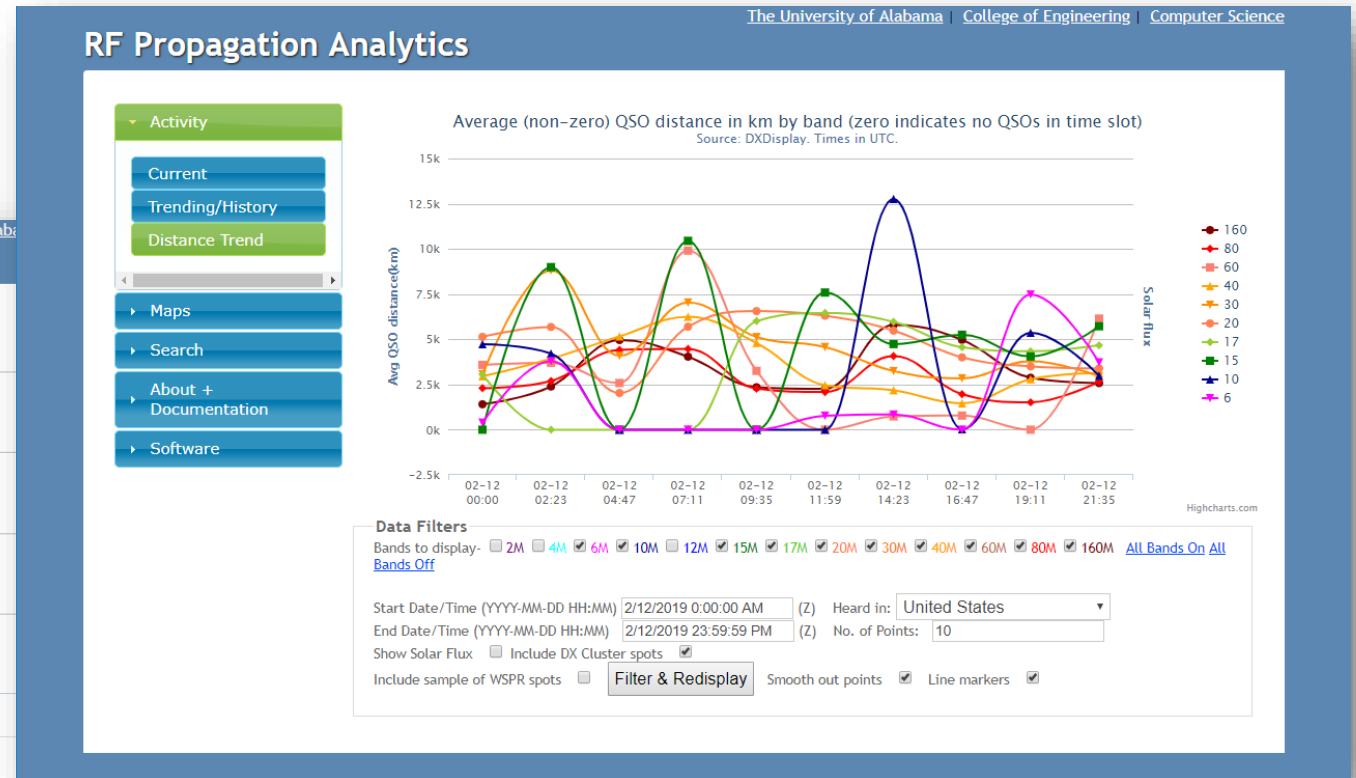 The University of Alabama | College of Engineering | Computer Science
RF Propagation Analytics
Activity
Current
Trending/History
Distance Trend
Maps
Search
About +
Documentation
Software
Average (non-zero) QSO distance in km by band (zero indicates no QSOs in time slot)
Source: DXDisplay. Times in UTC.
Avg QSO distance(km)
15k
12.5k
10k
7.5k
5k
2.5k
0k
-2.5k
02-12 02-12 02-12 02-12 02-12 02-12 02-12 02-12 02-12 02-12
00:00 02:23 04:47 07:11 09:35 11:59 14:23 16:47 19:11 21:35
Solar flux
160
80
60
40
30
20
17
15
10
6
Highcharts.com
Data Filters
Bands to display- 2M 4M 6M 10M 12M 15M 17M 20M 30M 40M 60M 80M 160M All Bands On All
Bands Off
Start Date/Time (YYYY-MM-DD HH:MM) 2/12/2019 0:00:00 AM (Z) Heard in: United States
End Date/Time (YYYY-MM-DD HH:MM) 2/12/2019 23:59:59 PM (Z) No. of Points: 10
Show Solar Flux Include DX Cluster spots
Include sample of WSPR spots Filter & Redisplay Smooth out points Line markers